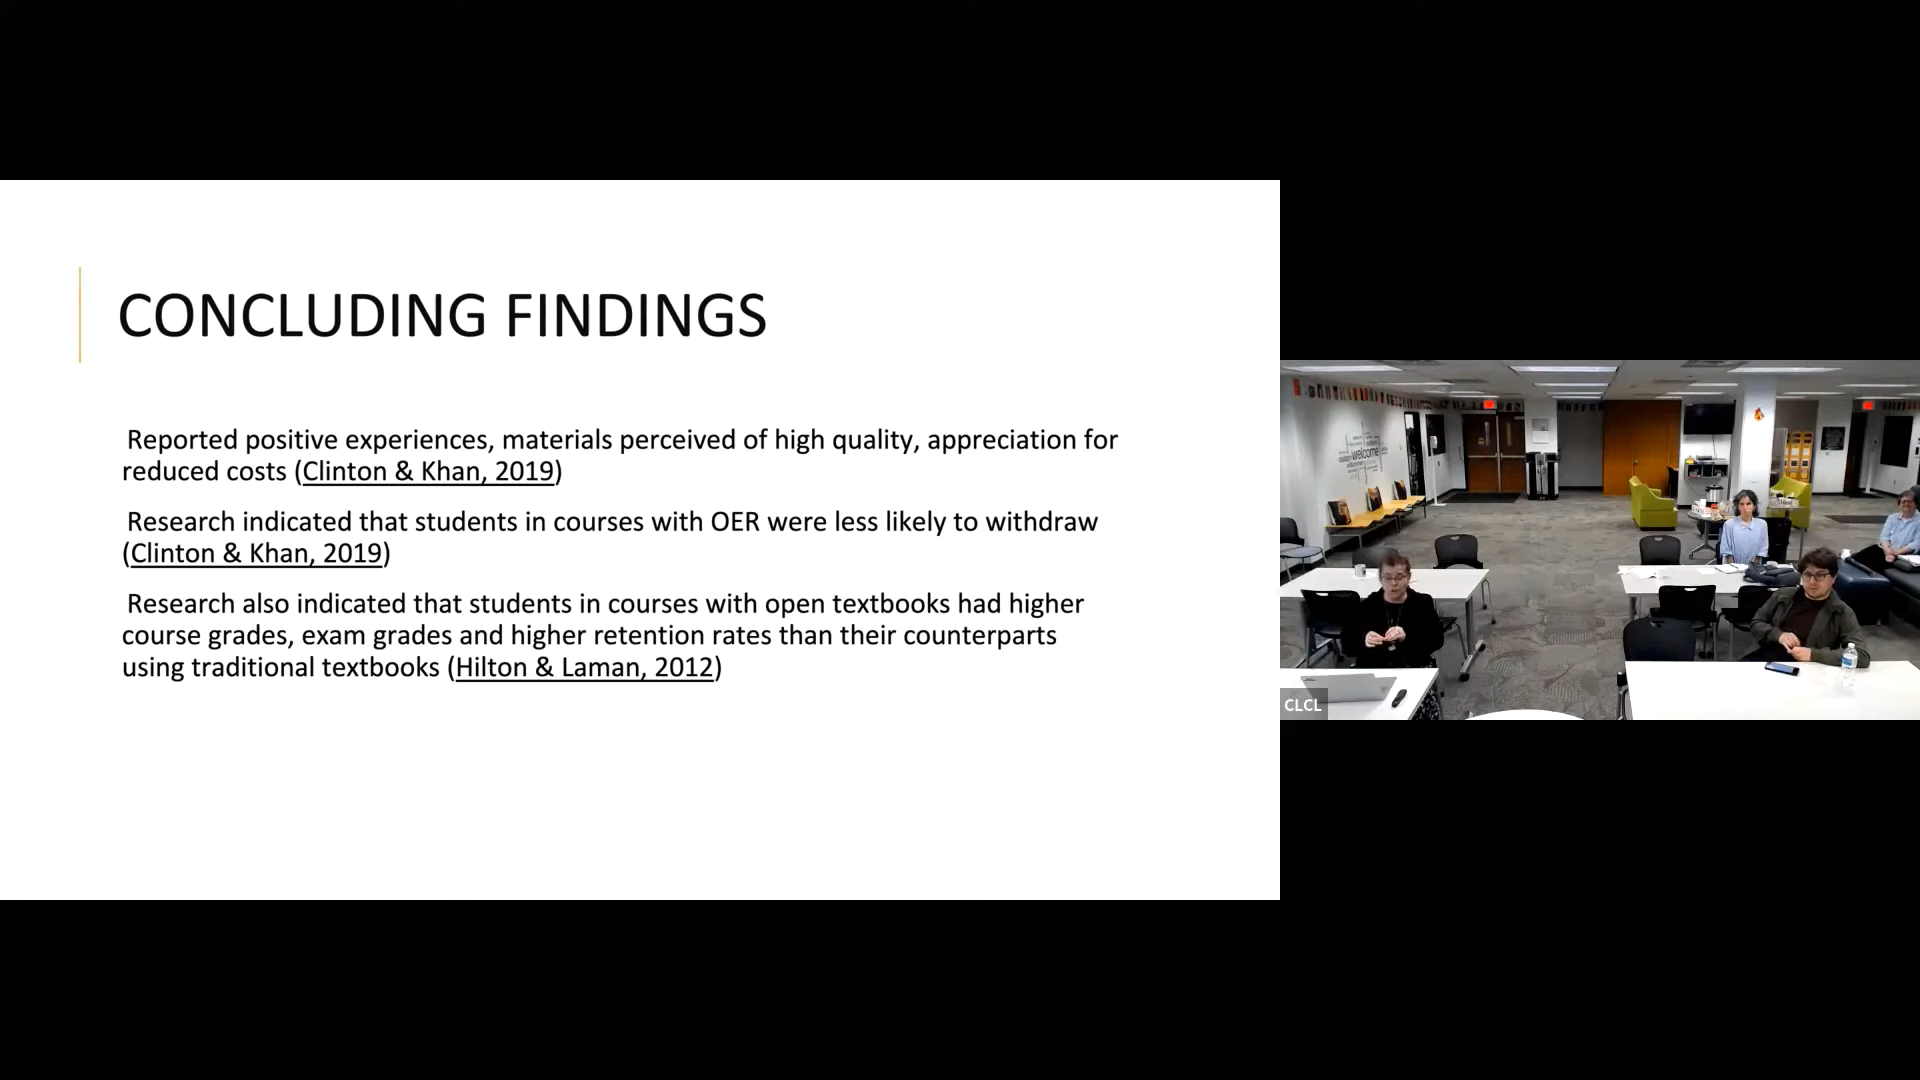 CONCLUDING FINDINGS
Reported positive experiences, materials perceived of high quality, appreciation for
reduced costs (Clinton & Khan, 2019)
Research indicated that students in courses with OER were less likely to withdraw
(Clinton & Khan, 2019)
Research also indicated that students in courses with open textbooks had higher
course grades, exam grades and higher retention rates than their counterparts
using traditional textbooks (Hilton & Laman, 2012)
welcome
CLCL